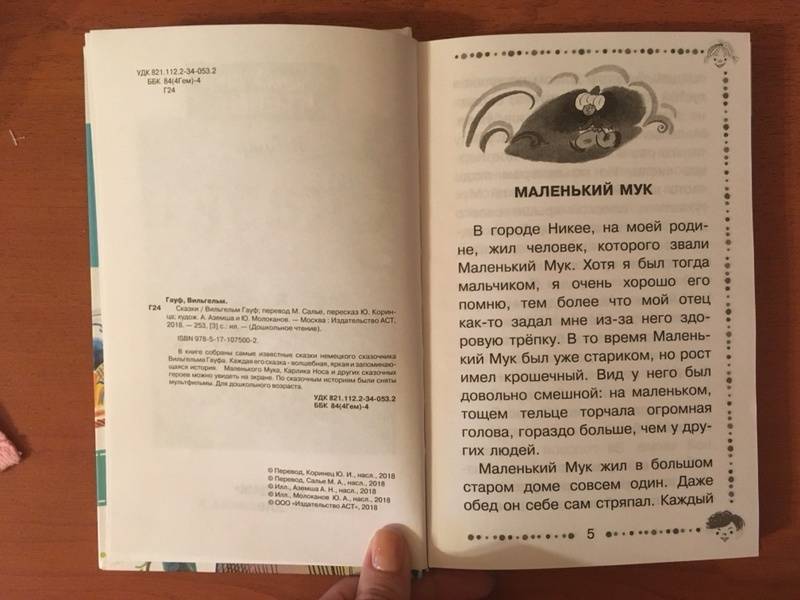 УДК 821.112.2-34-053.2
ББК 84(4Гем)-4
Г24
Гауф, Вильгельм.
Г24 Сказки / Вильгельм Гауф; перевод М. Салье, пересказ Ю. Корин-
ца; худож. А. Аземша и Ю. Молоканов. — Москва : Издательство АСТ,
2018. — 253, [3] с.: ил. — (Дошкольное чтение).
ISBN 978-5-17-107500-2.
В книге собраны самые известные сказки немецкого сказочника
Вильгельма Гауфа. Каждая его сказка - волшебная, яркая и запоминаю-
щаяся история. Маленького Мука, Карлика Носа и других сказочных
героев можно увидеть на экране. По сказочным историям были сняты
мультфильмы. Для дошкольного возраста.
УДК 821.112.2-34-053.2
ББК 84(4Гем)-4
© Перевод, Коринец Ю. И., насл., 2018
© Перевод, Салье М. А., насл., 2018
© Илл., Аземша А. Н., насл., 2018
© Илл., Молоканов Ю. А., насл., 2018
© ООО «Издательство АСТ», 2018
МАЛЕНЬКИЙ МУК
В городе Никее, на моей роди-
не, жил человек, которого звали
Маленький Мук. Хотя я был тогда
мальчиком, я очень хорошо его
помню, тем более что мой отец
как-то задал мне из-за него здо-
ровую трёпку. В то время Малень-
кий Мук был уже стариком, но рост
имел крошечный. Вид у него был
довольно смешной: на маленьком,
тощем тельце торчала огромная
голова, гораздо больше, чем у дру-
гих людей.
Маленький Мук жил в большом
старом доме совсем один. Даже
обед он себе сам стряпал. Каждый
5